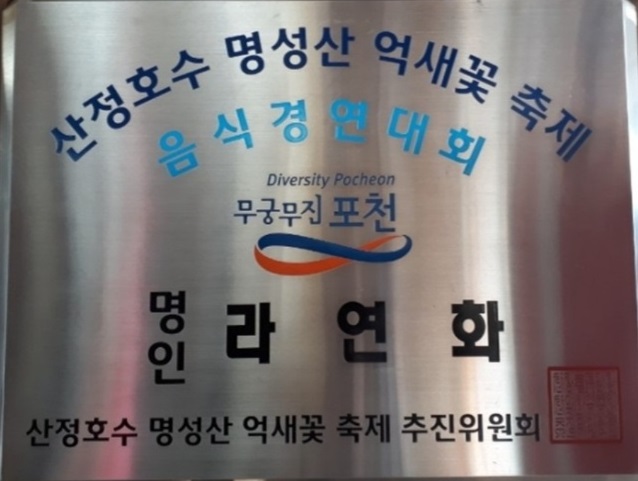 산정호수 명성산 억새꽃 축제
음식경연대회
Diversity Pocheon
무궁무진 포천
명인 라 연 화
산정호수 명성산 억새꽃 축제 추진위원회